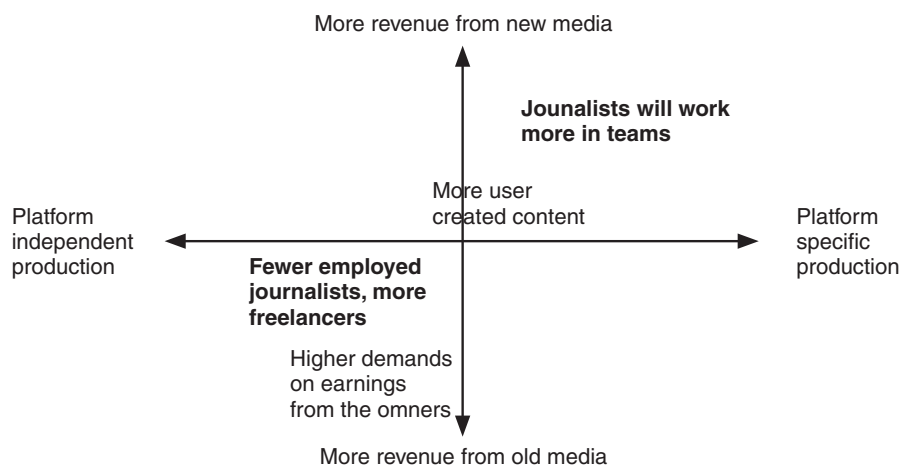 More revenue from new media
Jounalists will work
more in teams
More user
created content
Platform
independent
production
Platform
specific
production
Fewer employed
journalists, more
freelancers
Higher demands
on earnings
from the omners
More revenue from old media